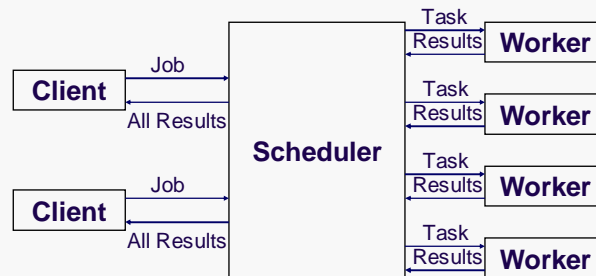 Job
Client
All Results
Job
Client
All Results
Scheduler
Task
Results
Worker
Task
Results
Worker
Task
Results
Worker
Task
Results
Worker